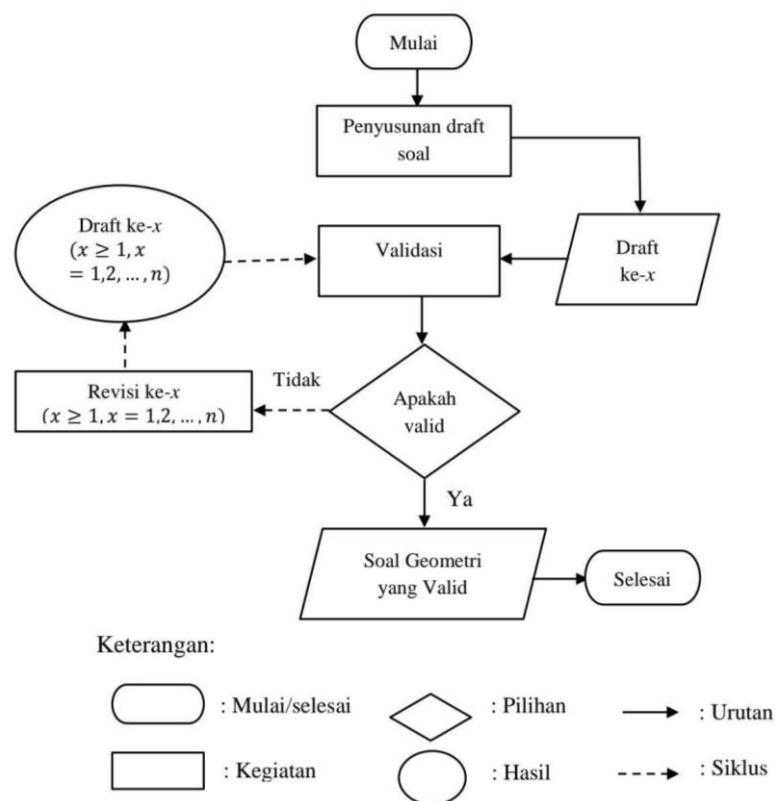 Mulai
Penyusunan draft
soal
Draft ke-x
(x ≥ 1, x
= 1,2, ..., n)
Validasi
Draft
ke-x
Revisi ke-x
(x ≥ 1, x = 1,2, ..., n)
Tidak
Apakah
valid
Ya
Soal Geometri
yang Valid
Selesai
Keterangan:
: Mulai/selesai
: Pilihan
: Urutan
: Kegiatan
: Hasil
: Siklus